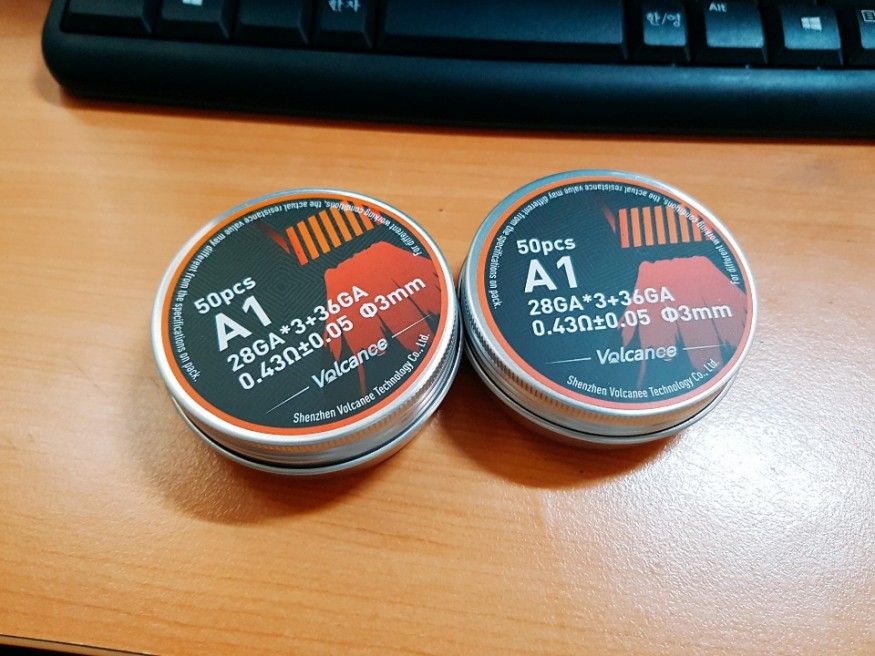 한자
한/영
Alt
50pcs
A1
28GA*3+36GA
0.43Ω±0.05 Φ3mm
Volcanee
Shenzhen Volcanee Technology Co., Ltd.
For different working conditions, the actual resistance value may different from the specifications on pack.
50pcs
A1
28GA*3+36GA
0.43Ω±0.05 Φ3mm
Volcanee
Shenzhen Volcanee Technology Co., Ltd.
For different working conditions, the actual resistance value may different from the specifications on pack.